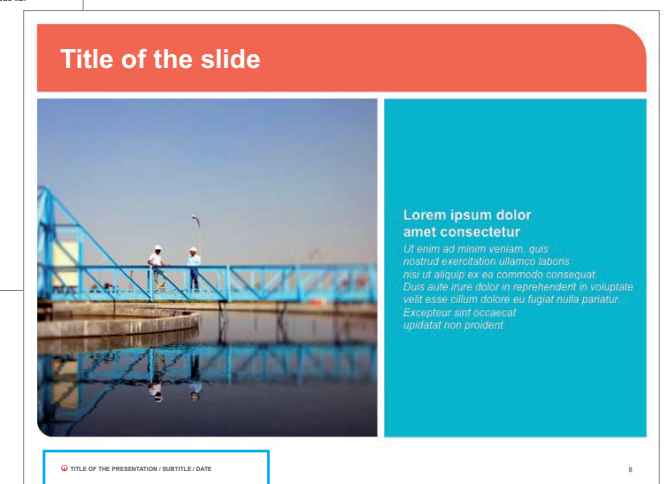 Title of the slide
Lorem ipsum dolor
amet consectetur
Ut enim ad minim veniam, quis
nostrud exercitation ullamco laboris
nisi ut aliquip ex ea commodo consequat.
Duis aute irure dolor in reprehenderit in voluptate
velit esse cillum dolore eu fugiat nulla pariatur.
Excepteur sint occaecat
upidatat non proident.
TITLE OF THE PRESENTATION / SUBTITLE / DATE
8